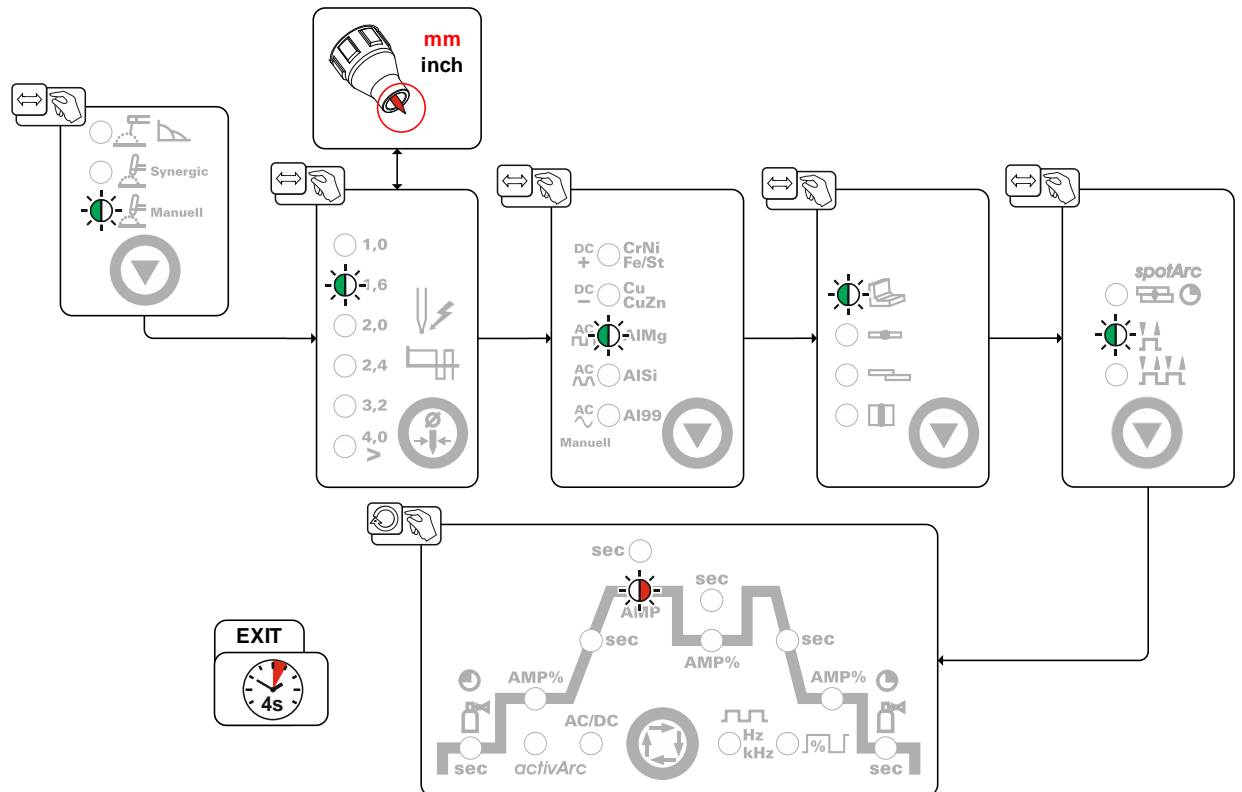 mm
inch
Synergic
Manuell
1,0
1,6
2,0
2,4
3,2
4,0
>
Ø
DC
+
CrNi
Fe/St
DC
–
Cu
CuZn
AC
AlMg
AC
AlSi
AC
Al99
Manuell
spotArc
sec
sec
AMP
sec
sec
AMP%
AMP%
AMP%
AC/DC
Hz
kHz
%
sec
activArc
sec
EXIT
4s